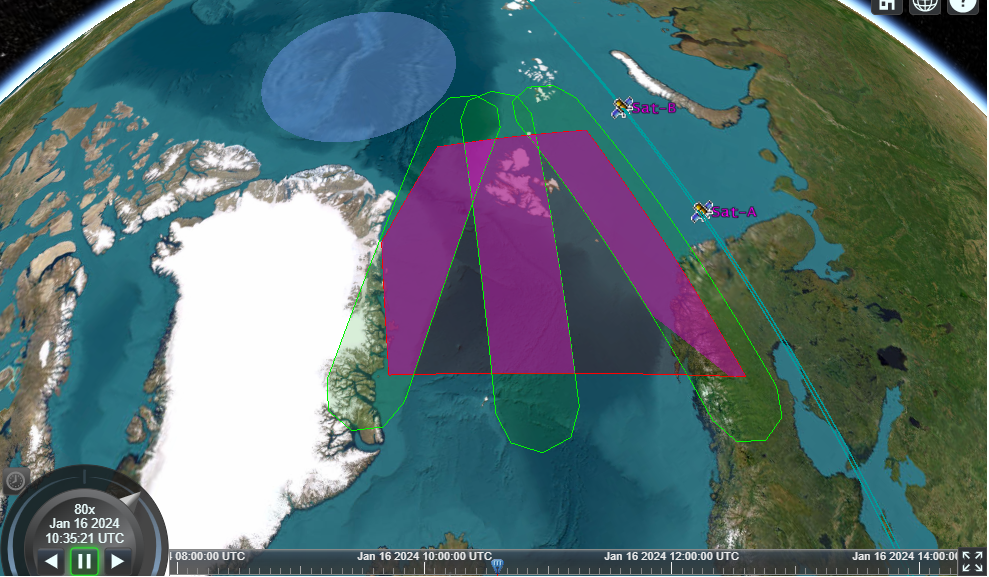 Sat-B
Sat-A
80x
Jan 16 2024
10:35:21 UTC
08:00:00 UTC
Jan 16 2024 10:00:00 UTC
Jan 16 2024 12:00:00 UTC
Jan 16 2024 14:00:00